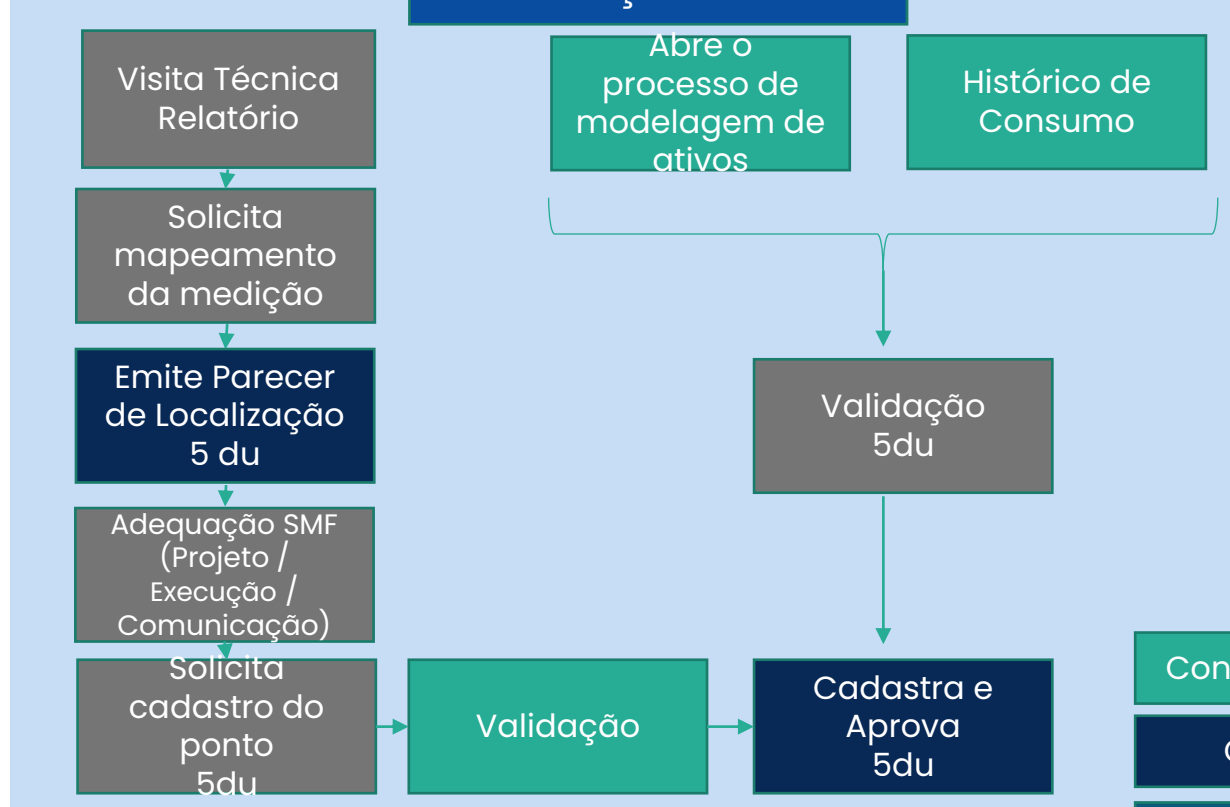 Visita Técnica
Relatório
Abre o
processo de
modelagem de
ativos
Histórico de
Consumo
Solicita
mapeamento
da medição
Emite Parecer
de Localização
5 du
Validação
5du
Adequação SMF
(Projeto /
Execução /
Comunicação)
Solicita
cadastro do
ponto
5du
Validação
Cadastra e
Aprova
5du
Con